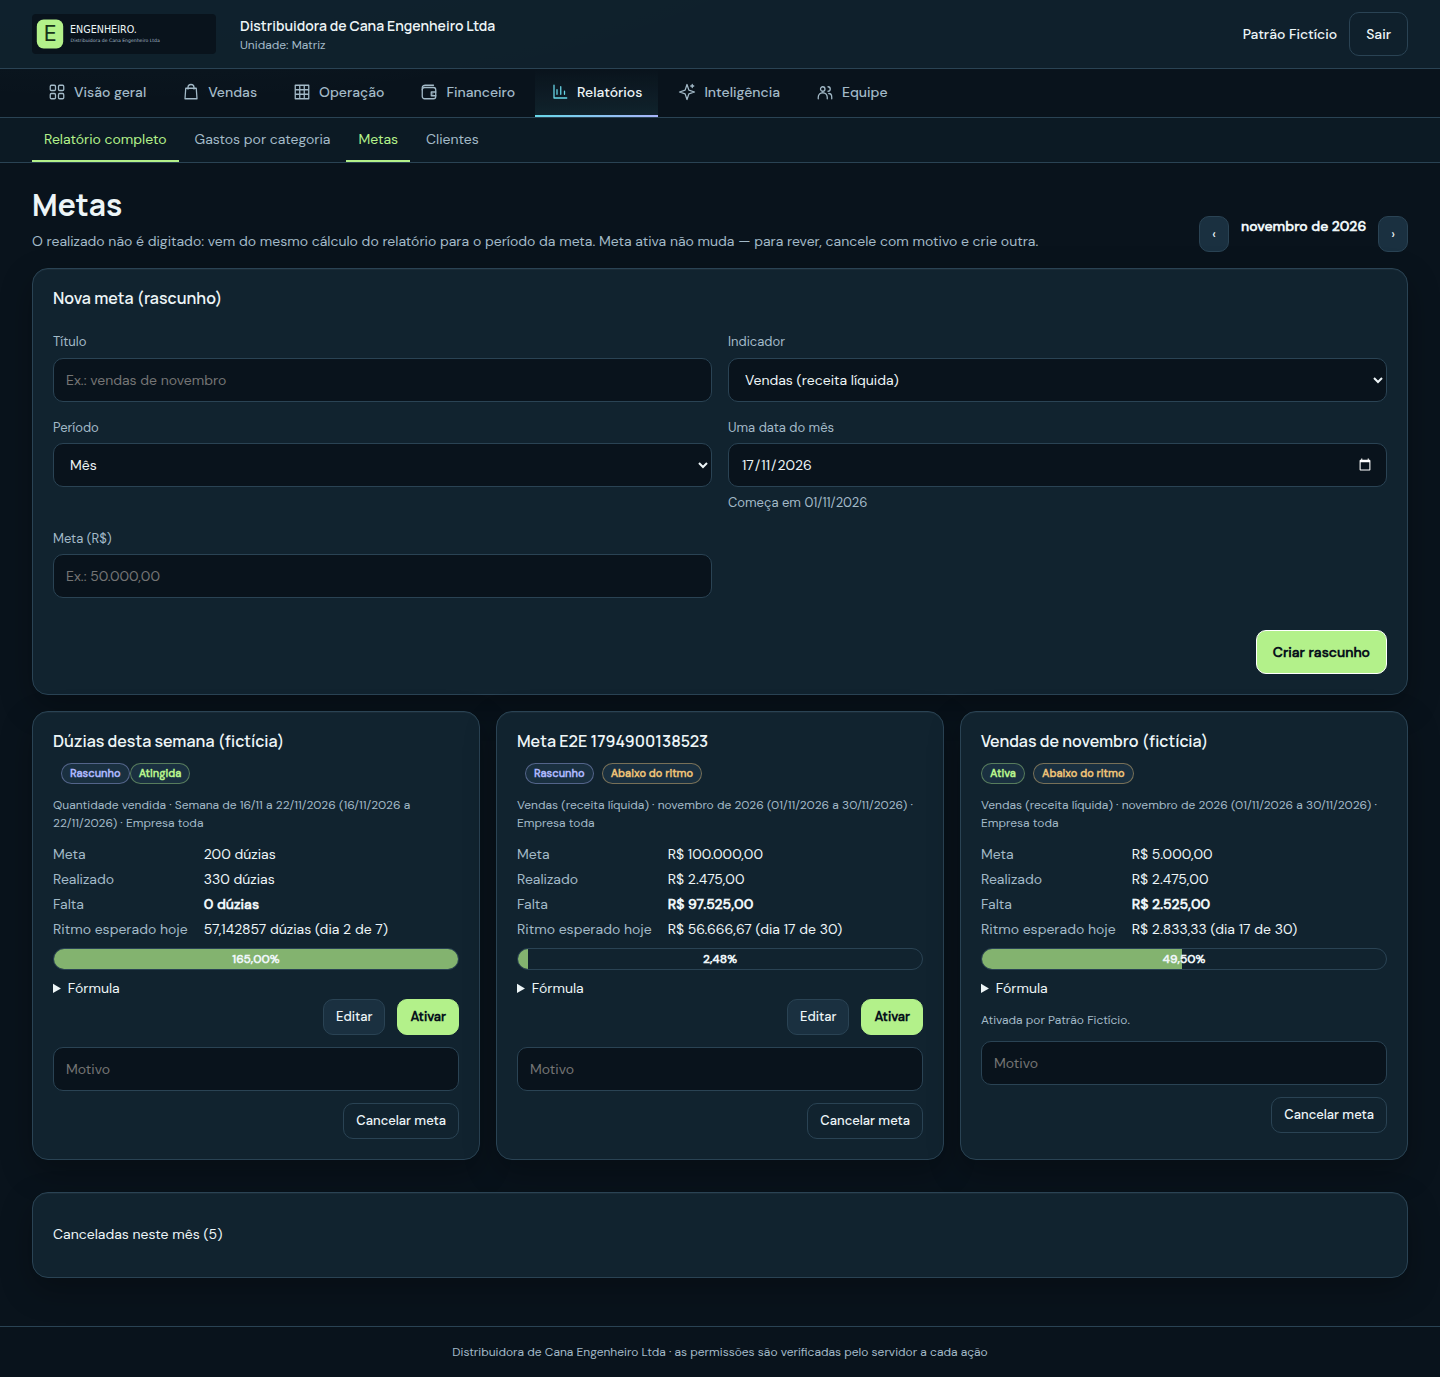 E ENGENHEIRO.
Distribuidora de Cana Engenheiro Ltda
Distribuidora de Cana Engenheiro Ltda
Unidade: Matriz
Patrão Fictício
Sair
Visão geral
Vendas
Operação
Financeiro
Relatórios
Inteligência
Equipe
Relatório completo
Gastos por categoria
Metas
Clientes
Metas
O realizado não é digitado: vem do mesmo cálculo do relatório para o período da meta. Meta ativa não muda — para rever, cancele com motivo e crie outra.
‹
novembro de 2026
›
Nova meta (rascunho)
Título
Ex.: vendas de novembro
Indicador
Vendas (receita líquida)
Período
Mês
Uma data do mês
17/11/2026
Começa em 01/11/2026
Meta (R$)
Ex.: 50.000,00
Criar rascunho
Dúzias desta semana (fictícia)
Rascunho
Atingida
Quantidade vendida · Semana de 16/11 a 22/11/2026 (16/11/2026 a
22/11/2026) · Empresa toda
Meta 200 dúzias
Realizado 330 dúzias
Falta 0 dúzias
Ritmo esperado hoje 57,142857 dúzias (dia 2 de 7)
165,00%
Fórmula
Editar
Ativar
Motivo
Cancelar meta
Meta E2E 1794900138523
Rascunho
Abaixo do ritmo
Vendas (receita líquida) · novembro de 2026 (01/11/2026 a 30/11/2026) ·
Empresa toda
Meta R$ 100.000,00
Realizado R$ 2.475,00
Falta R$ 97.525,00
Ritmo esperado hoje R$ 56.666,67 (dia 17 de 30)
2,48%
Fórmula
Editar
Ativar
Motivo
Cancelar meta
Vendas de novembro (fictícia)
Ativa
Abaixo do ritmo
Vendas (receita líquida) · novembro de 2026 (01/11/2026 a 30/11/2026) ·
Empresa toda
Meta R$ 5.000,00
Realizado R$ 2.475,00
Falta R$ 2.525,00
Ritmo esperado hoje R$ 2.833,33 (dia 17 de 30)
49,50%
Fórmula
Ativada por Patrão Fictício.
Motivo
Cancelar meta
Canceladas neste mês (5)
Distribuidora de Cana Engenheiro Ltda · as permissões são verificadas pelo servidor a cada ação